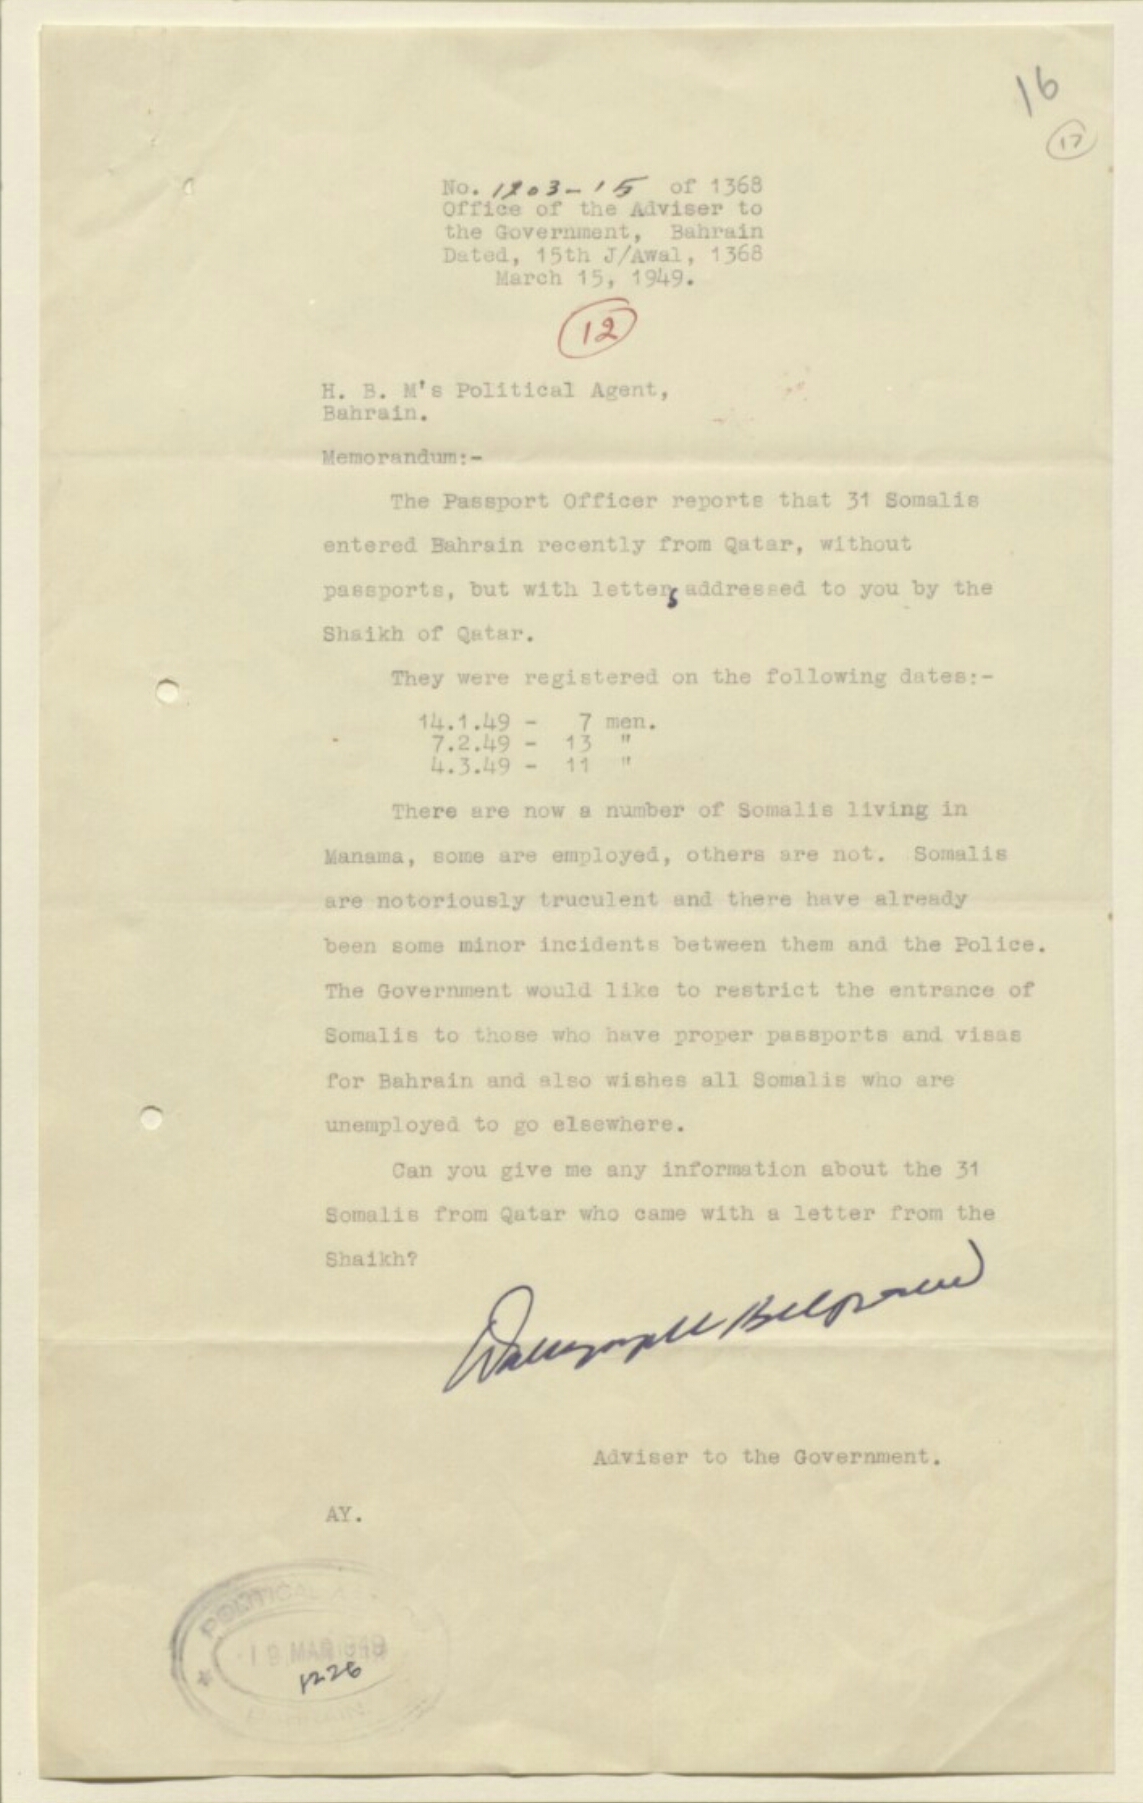 16
17
No. 1203-15 of 1368
Office of the Adviser to
the Government, Bahrain
Dated, 15th J/Awal, 1368
March 15, 1949.
12
H. B. M's Political Agent,
Bahrain.
Memorandum:-
The Passport Officer reports that 31 Somalis
entered Bahrain recently from Qatar, without
passports, but with letters addressed to you by the
Shaikh of Qatar.
They were registered on the following dates:-
14.1.49 - 7 men.
7.2.49 - 13 "
4.3.49 - 11 "
There are now a number of Somalis living in
Manama, some are employed, others are not. Somalis
are notoriously truculent and there have already
been some minor incidents between them and the Police.
The Government would like to restrict the entrance of
Somalis to those who have proper passports and visas
for Bahrain and also wishes all Somalis who are
unemployed to go elsewhere.
Can you give me any information about the 31
Somalis from Qatar who came with a letter from the
Shaikh?
Adviser to the Government.
AY.
POLITICAL
19 MAR 1949
1226
BAHRAIN